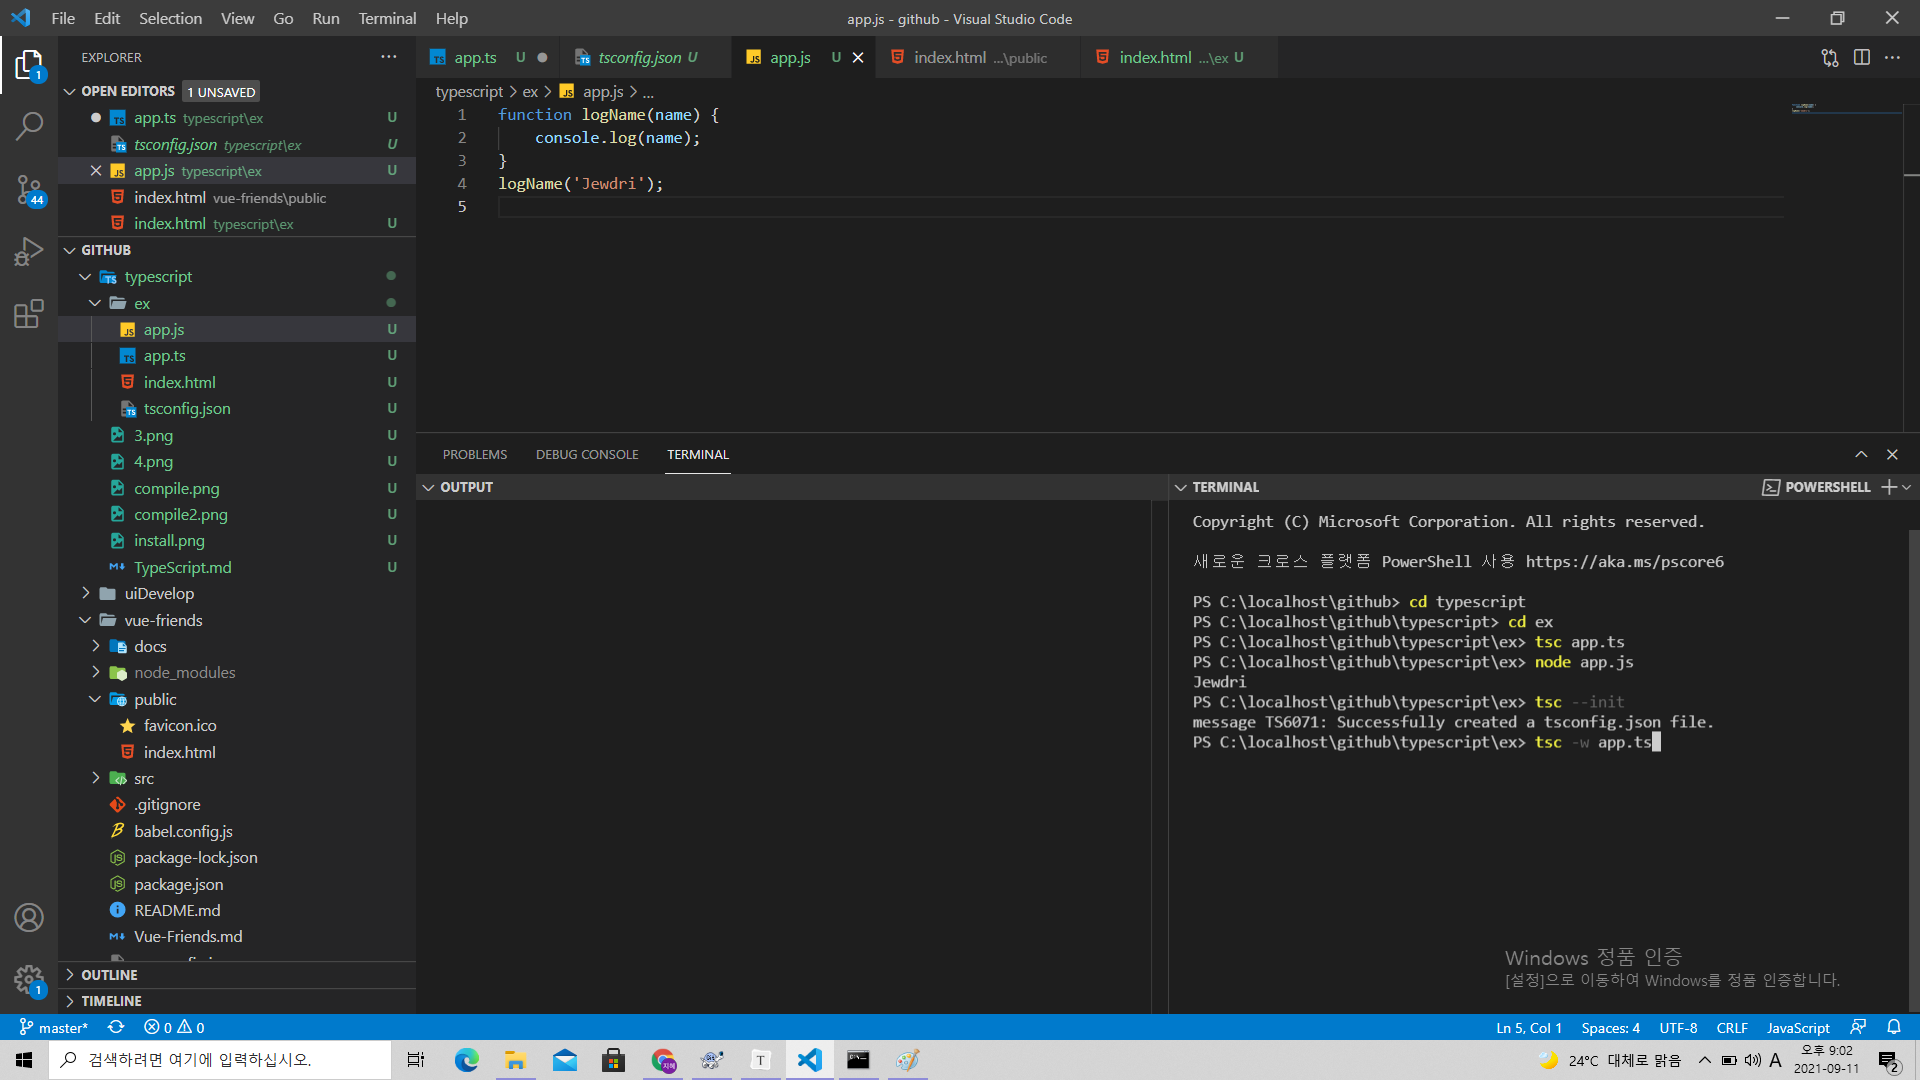 File Edit Selection View Go Run Terminal Help
app.js - github - Visual Studio Code
EXPLORER
OPEN EDITORS 1 UNSAVED
app.ts typescript\ex U
tsconfig.json typescript\ex U
app.js typescript\ex U
index.html vue-friends\public
index.html typescript\ex U
GITHUB
typescript
ex
app.js U
app.ts U
index.html U
tsconfig.json U
3.png U
4.png U
compile.png U
compile2.png U
install.png U
TypeScript.md U
uiDevelop
vue-friends
docs
node_modules
public
favicon.ico
index.html
src
.gitignore
babel.config.js
package-lock.json
package.json
README.md
Vue-Friends.md
OUTLINE
TIMELINE
1
44
1
app.ts U
tsconfig.json U
app.js U
index.html ...\public
index.html ...\ex U
typescript > ex > app.js > ...
1 function logName(name) {
2 console.log(name);
3 }
4 logName('Jewdri');
5
PROBLEMS DEBUG CONSOLE TERMINAL
OUTPUT
TERMINAL
POWERSHELL
Copyright (C) Microsoft Corporation. All rights reserved.
새로운 크로스 플랫폼 PowerShell 사용 https://aka.ms/pscore6
PS C:\localhost\github> cd typescript
PS C:\localhost\github\typescript> cd ex
PS C:\localhost\github\typescript\ex> tsc app.ts
PS C:\localhost\github\typescript\ex> node app.js
Jewdri
PS C:\localhost\github\typescript\ex> tsc --init
message TS6071: Successfully created a tsconfig.json file.
PS C:\localhost\github\typescript\ex> tsc -w app.ts
Windows 정품 인증
[설정]으로 이동하여 Windows를 정품 인증합니다.
master* 0 0
Ln 5, Col 1 Spaces: 4 UTF-8 CRLF JavaScript
검색하려면 여기에 입력하십시오.
지혜
T
24°C 대체로 맑음
A
오후 9:02
2021-09-11
2